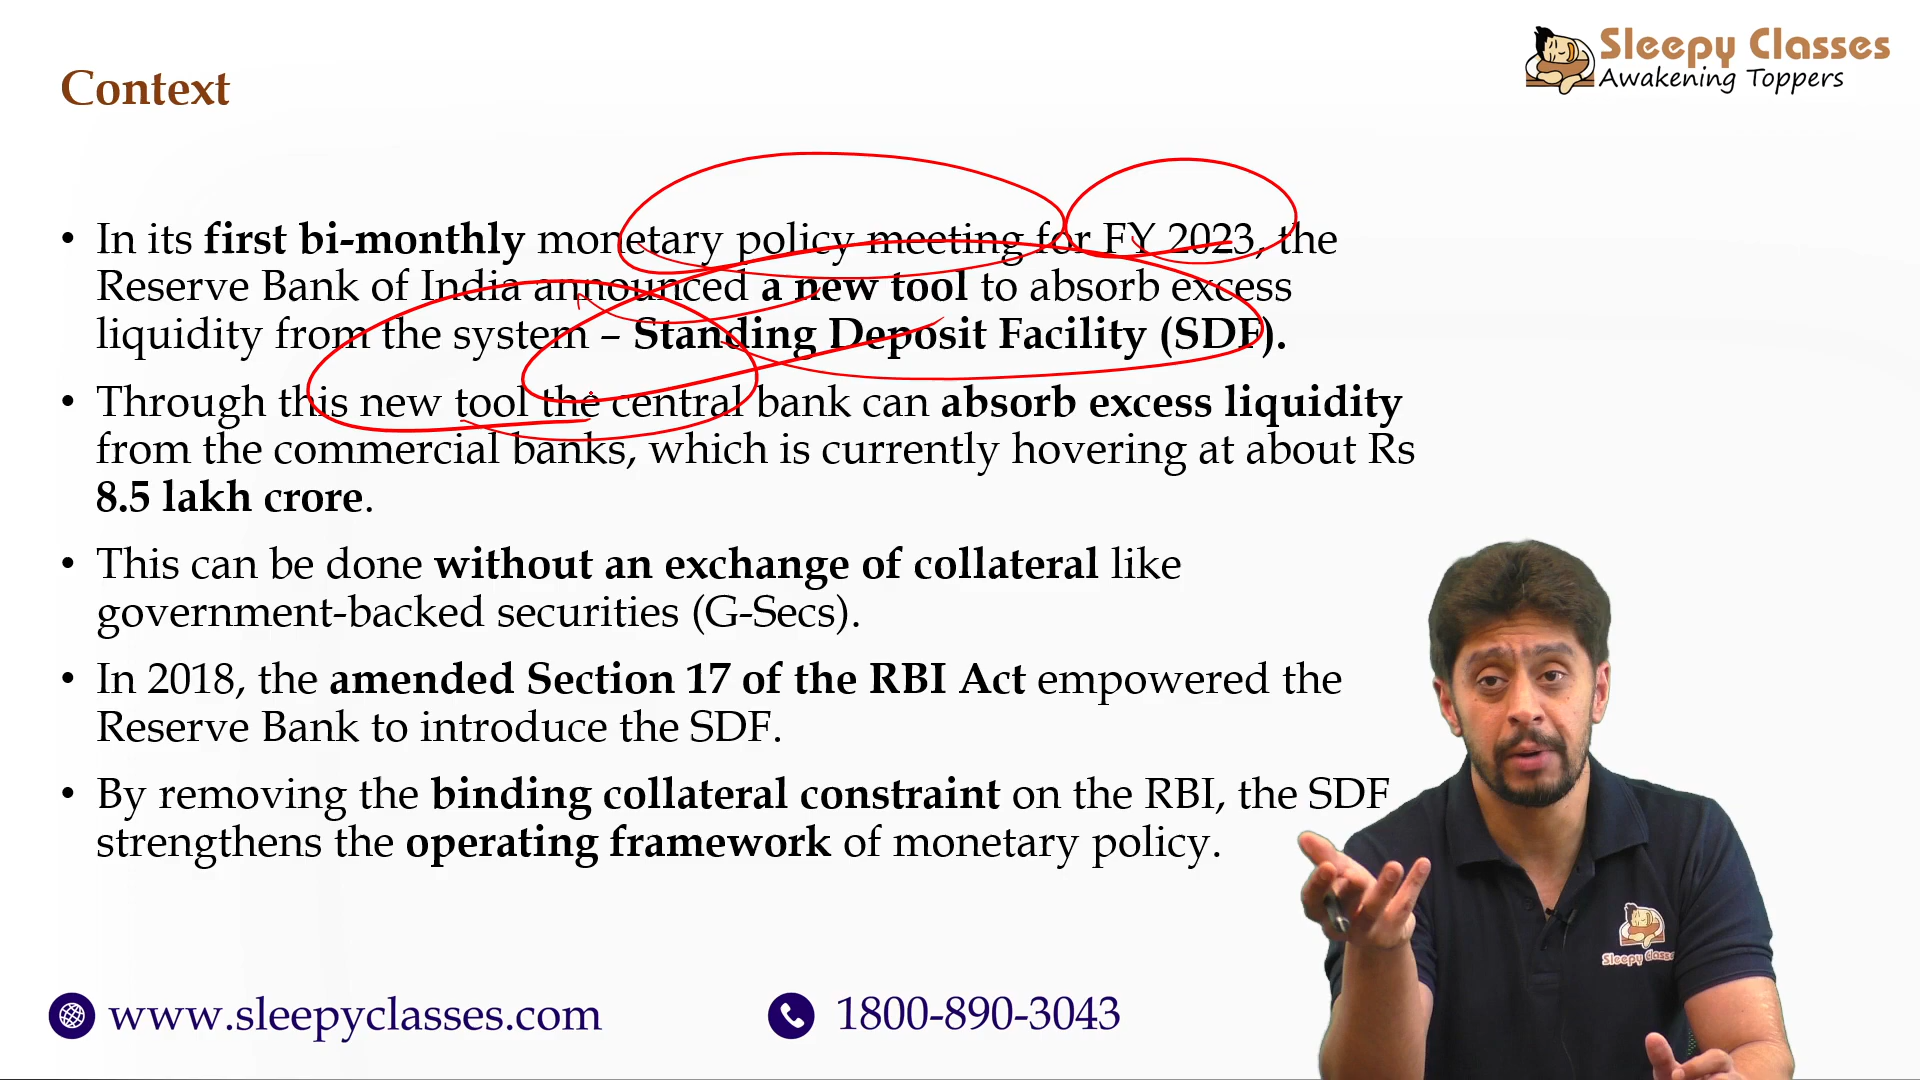 Sleepy Classes
Awakening Toppers
Context
• In its first bi-monthly monetary policy meeting for FY 2023, the
Reserve Bank of India announced a new tool to absorb excess
liquidity from the system – Standing Deposit Facility (SDF).
• Through this new tool the central bank can absorb excess liquidity
from the commercial banks, which is currently hovering at about Rs
8.5 lakh crore.
• This can be done without an exchange of collateral like
government-backed securities (G-Secs).
• In 2018, the amended Section 17 of the RBI Act empowered the
Reserve Bank to introduce the SDF.
• By removing the binding collateral constraint on the RBI, the SDF
strengthens the operating framework of monetary policy.
Sleepy Classes
www.sleepyclasses.com
1800-890-3043